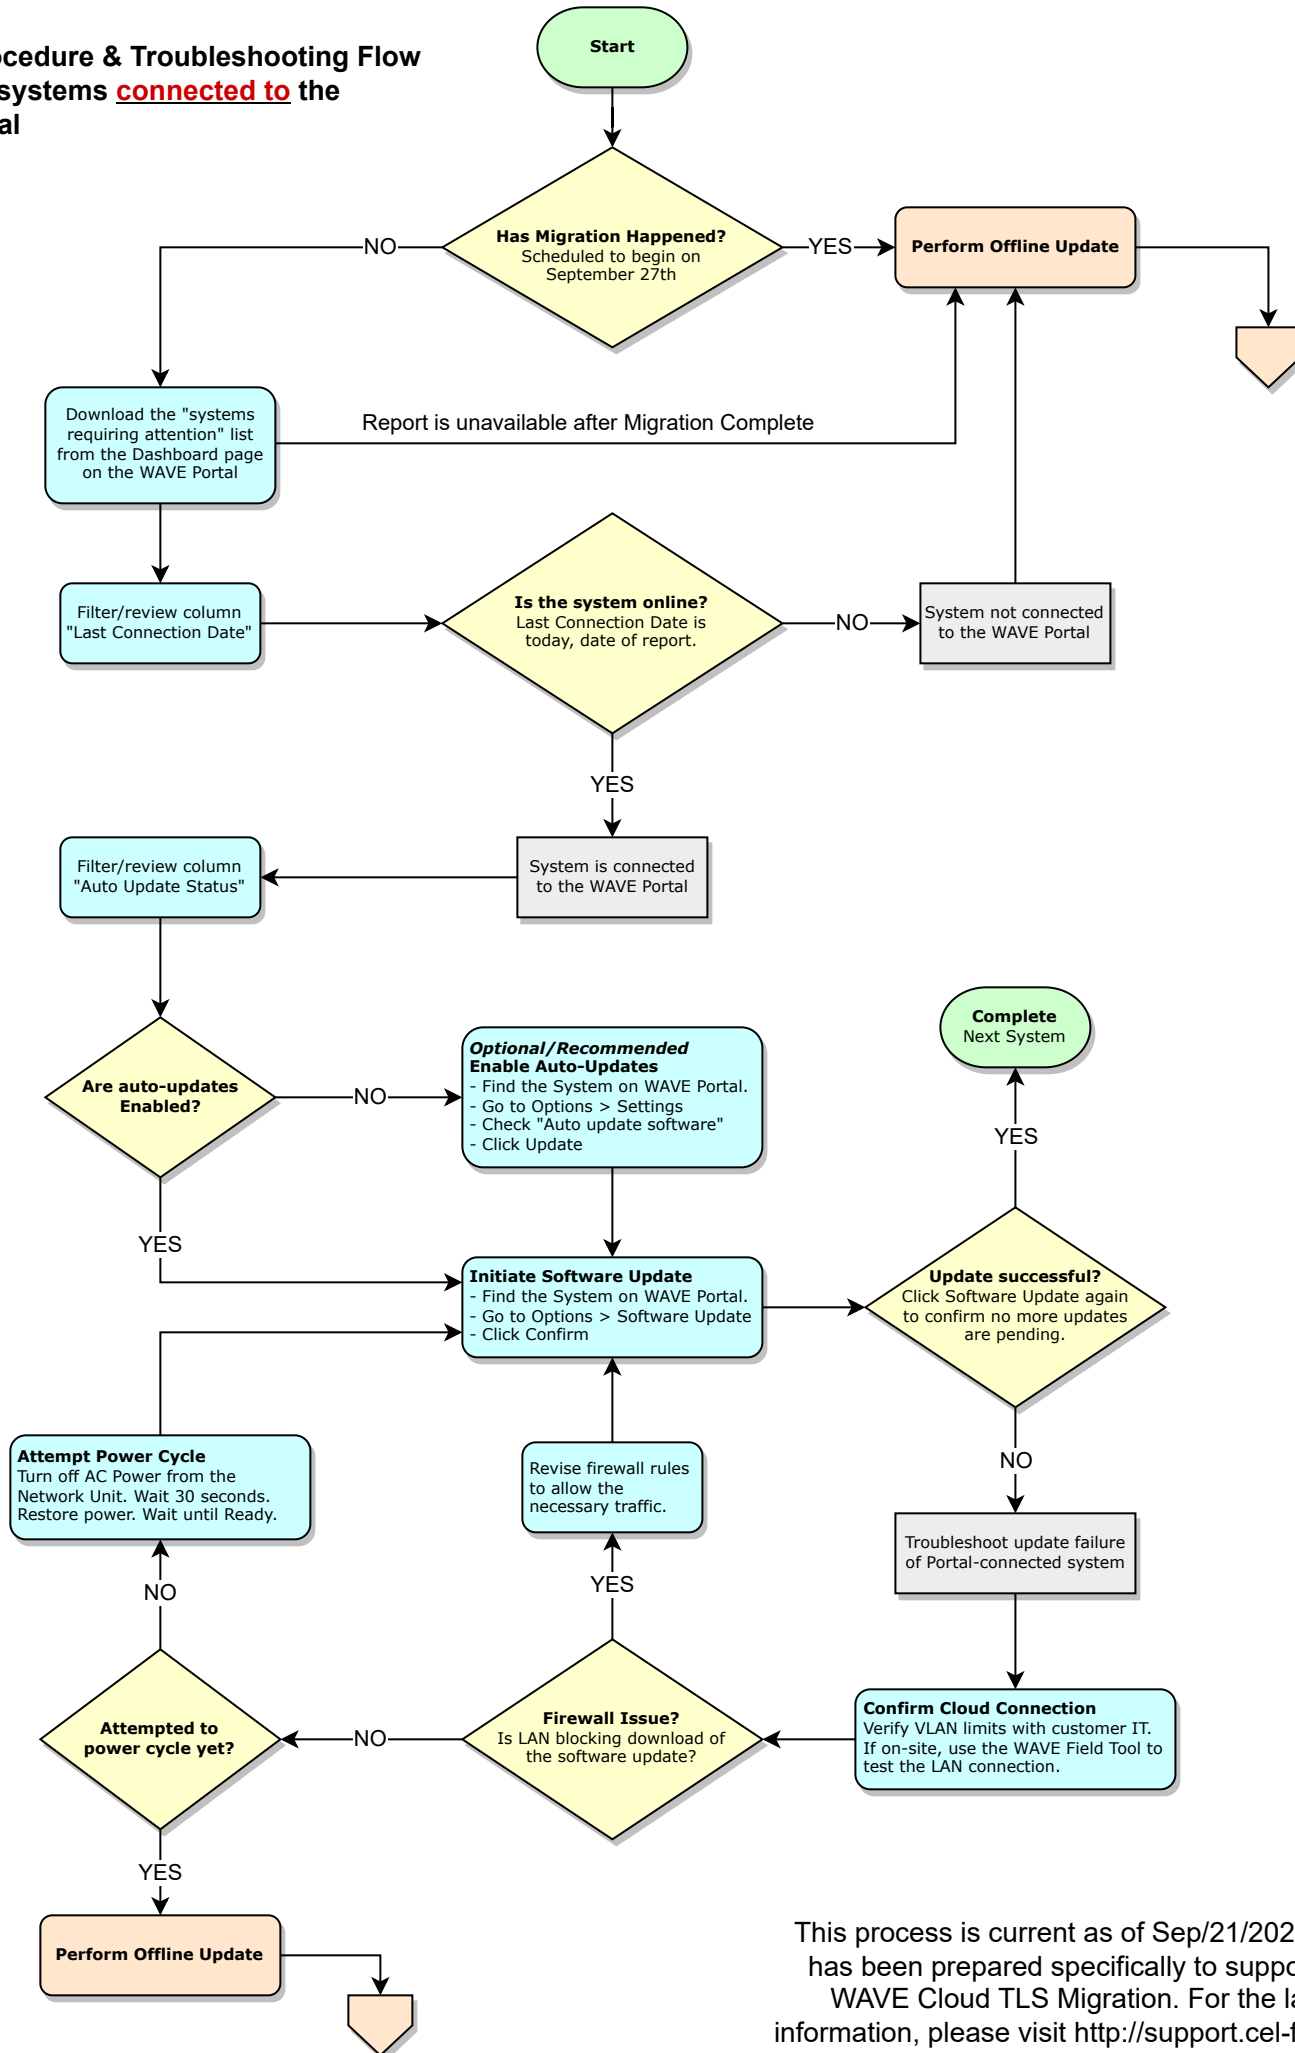 Start
& Troubleshooting Flow
systems connected to the
NO
Has Migration Happened?
Scheduled to begin on
September 27th
YES
Perform Offline Update
Download the "systems
requiring attention" list
from the Dashboard page
on the WAVE Portal
Report is unavailable after Migration Complete
Filter/review column
"Last Connection Date"
Is the system online?
Last Connection Date is
today, date of report.
NO
System not connected
to the WAVE Portal
YES
Filter/review column
"Auto Update Status"
System is connected
to the WAVE Portal
Are auto-updates
Enabled?
NO
Optional/Recommended
Enable Auto-Updates
- Find the System on WAVE Portal.
- Go to Options > Settings
- Check "Auto update software"
- Click Update
Complete
Next System
YES
YES
Initiate Software Update
- Find the System on WAVE Portal.
- Go to Options > Software Update
- Click Confirm
Update successful?
Click Software Update again
to confirm no more updates
are pending.
NO
Attempt Power Cycle
Turn off AC Power from the
Network Unit. Wait 30 seconds.
Restore power. Wait until Ready.
Revise firewall rules
to allow the
necessary traffic.
Troubleshoot update failure
of Portal-connected system
NO
YES
Attempted to
power cycle yet?
NO
Firewall Issue?
Is LAN blocking download of
the software update?
Confirm Cloud Connection
Verify VLAN limits with customer IT.
If on-site, use the WAVE Field Tool to
test the LAN connection.
YES
Perform Offline Update
This process is current as of
has been prepared specifically to
WAVE Cloud TLS Migration. For the
information, please visit